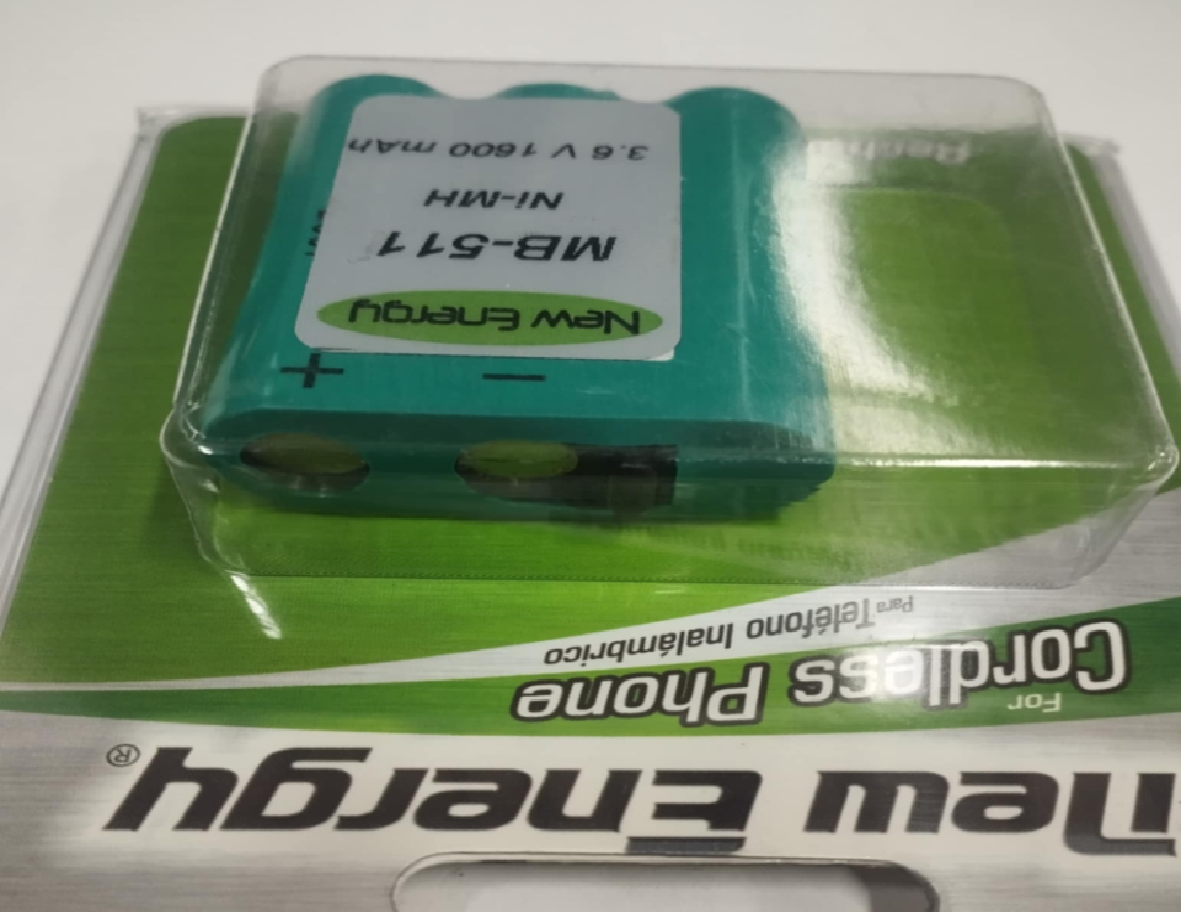 New Energy®
For
Cordless Phone
Para Teléfono Inalámbrico
New Energy
MB-511
Ni-MH
3.6 V 1600 mAh
+ −